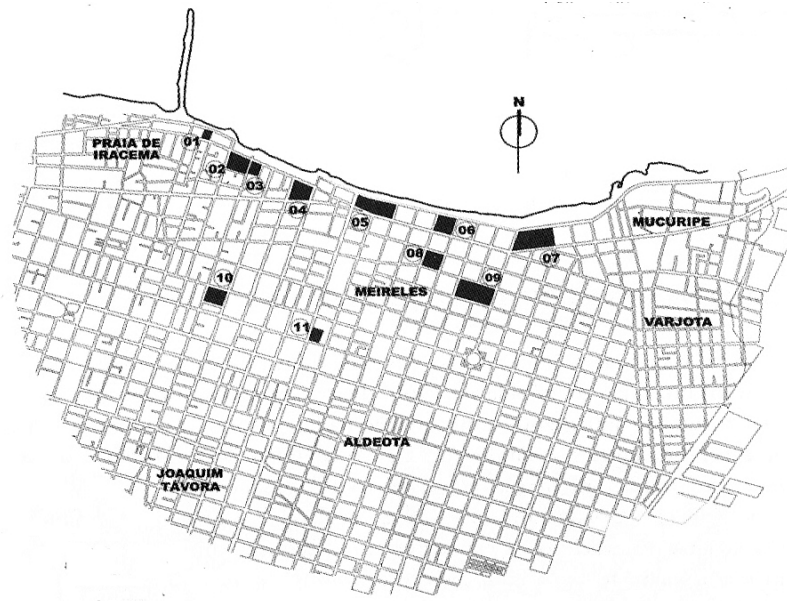 N
PRAIA DE
IRACEMA
01
02
03
04
05
06
07
MUCURIPE
08
09
10
MEIRELES
11
VARJOTA
ALDEOTA
JOAQUIM
TÁVORA